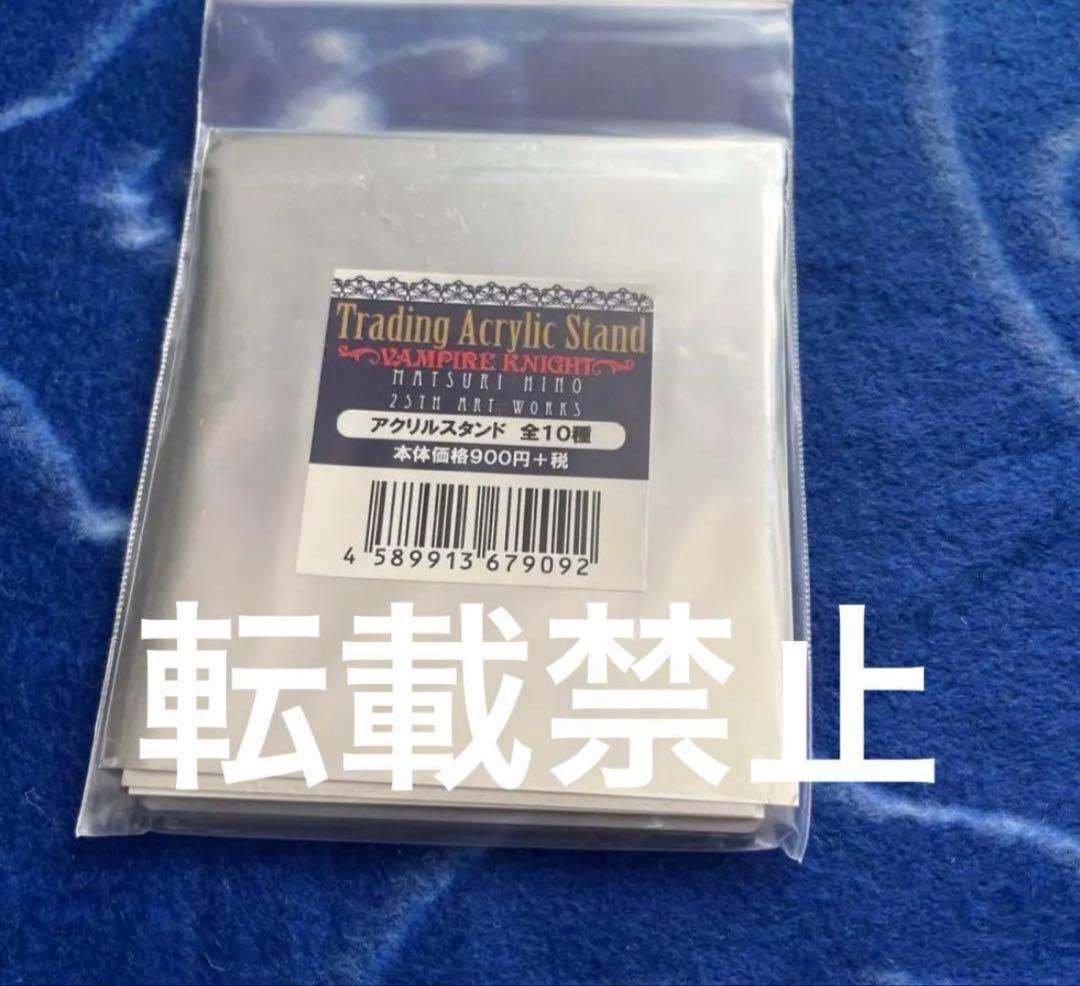 Trading Acrylic Stand
VAMPIRE KNIGHT
MATSURI HINO
25TH ART WORKS
アクリルスタンド 全10種
本体価格900円+税
4 589913 679092
転載禁止